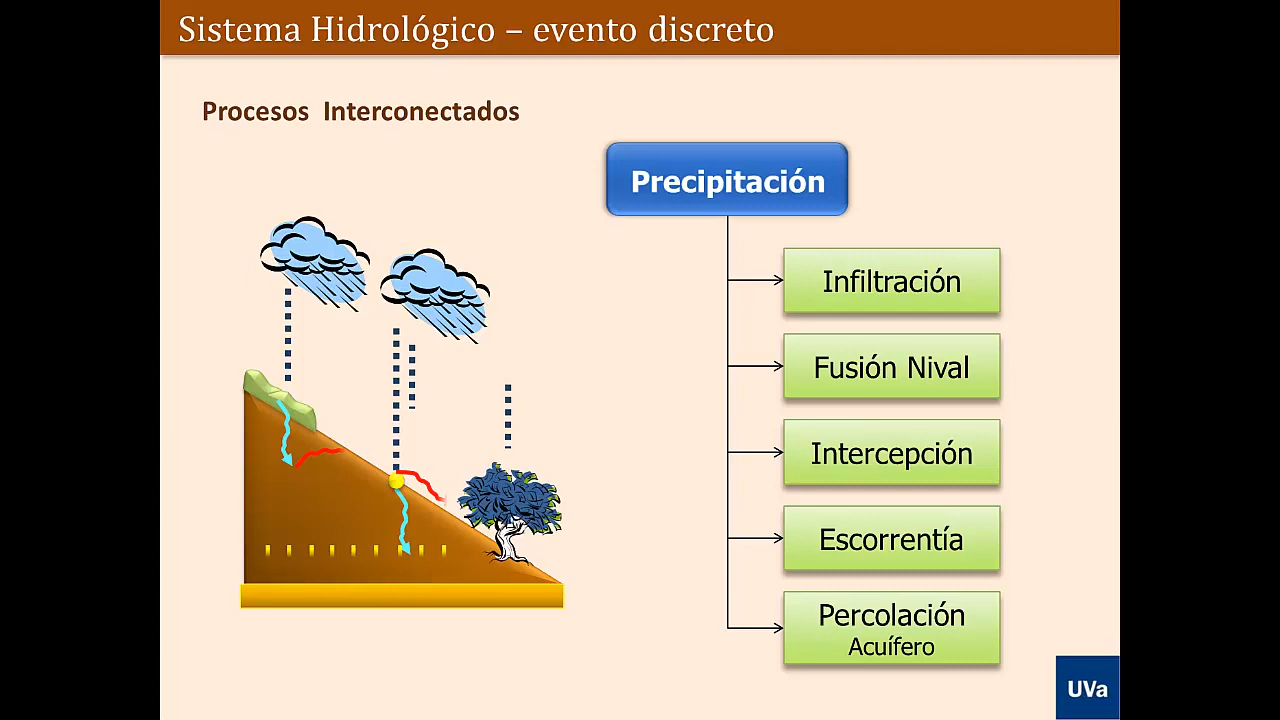 Sistema Hidrológico – evento discreto
Procesos Interconectados
Precipitación
Infiltración
Fusión Nival
Intercepción
Escorrentía
Percolación
Acuífero
UVa